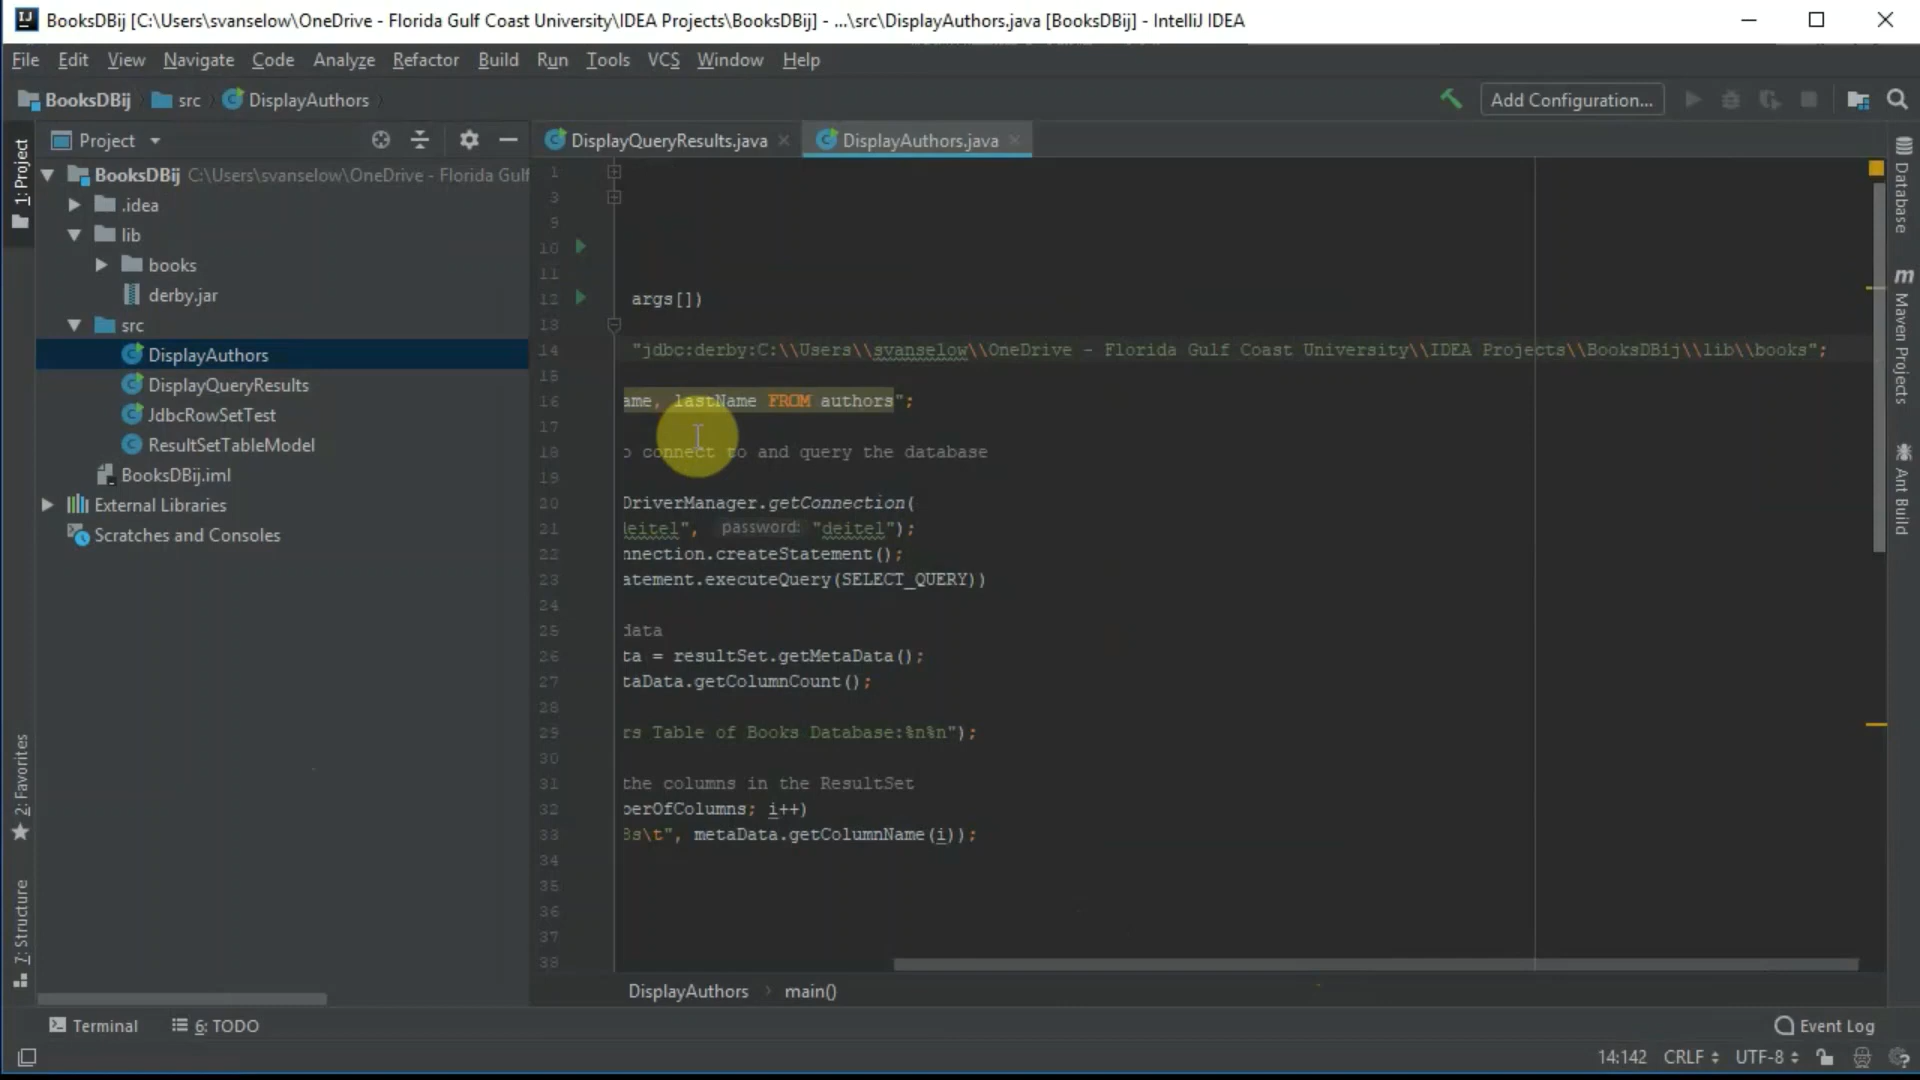 BooksDBij [C:\Users\svanselow\OneDrive - Florida Gulf Coast University\IDEA Projects\BooksDBij] - ...\src\DisplayAuthors.java [BooksDBij] - IntelliJ IDEA
File Edit View Navigate Code Analyze Refactor Build Run Tools VCS Window Help
BooksDBij src DisplayAuthors Add Configuration...
Project
DisplayQueryResults.java DisplayAuthors.java
1: Project
BooksDBij C:\Users\svanselow\OneDrive - Florida Gulf
.idea
lib
books
derby.jar
src
DisplayAuthors
DisplayQueryResults
JdbcRowSetTest
ResultSetTableModel
BooksDBij.iml
External Libraries
Scratches and Consoles
2: Favorites
7: Structure
1
3
9
10
11
12 args[])
13
14 "jdbc:derby:C:\\Users\\svanselow\\OneDrive - Florida Gulf Coast University\\IDEA Projects\\BooksDBij\\lib\\books";
15
16 ame, lastName FROM authors";
17
18 o connect to and query the database
19
20 DriverManager.getConnection(
21 deitel", password: "deitel");
22 nnection.createStatement();
23 atement.executeQuery(SELECT_QUERY))
24
25 data
26 ta = resultSet.getMetaData();
27 taData.getColumnCount();
28
29 rs Table of Books Database:%n%n");
30
31 the columns in the ResultSet
32 berOfColumns; i++)
33 8s\t", metaData.getColumnName(i));
34
35
36
37
38
Database
m Maven Projects
Ant Build
DisplayAuthors main()
Terminal 6: TODO Event Log
14:142 CRLF UTF-8